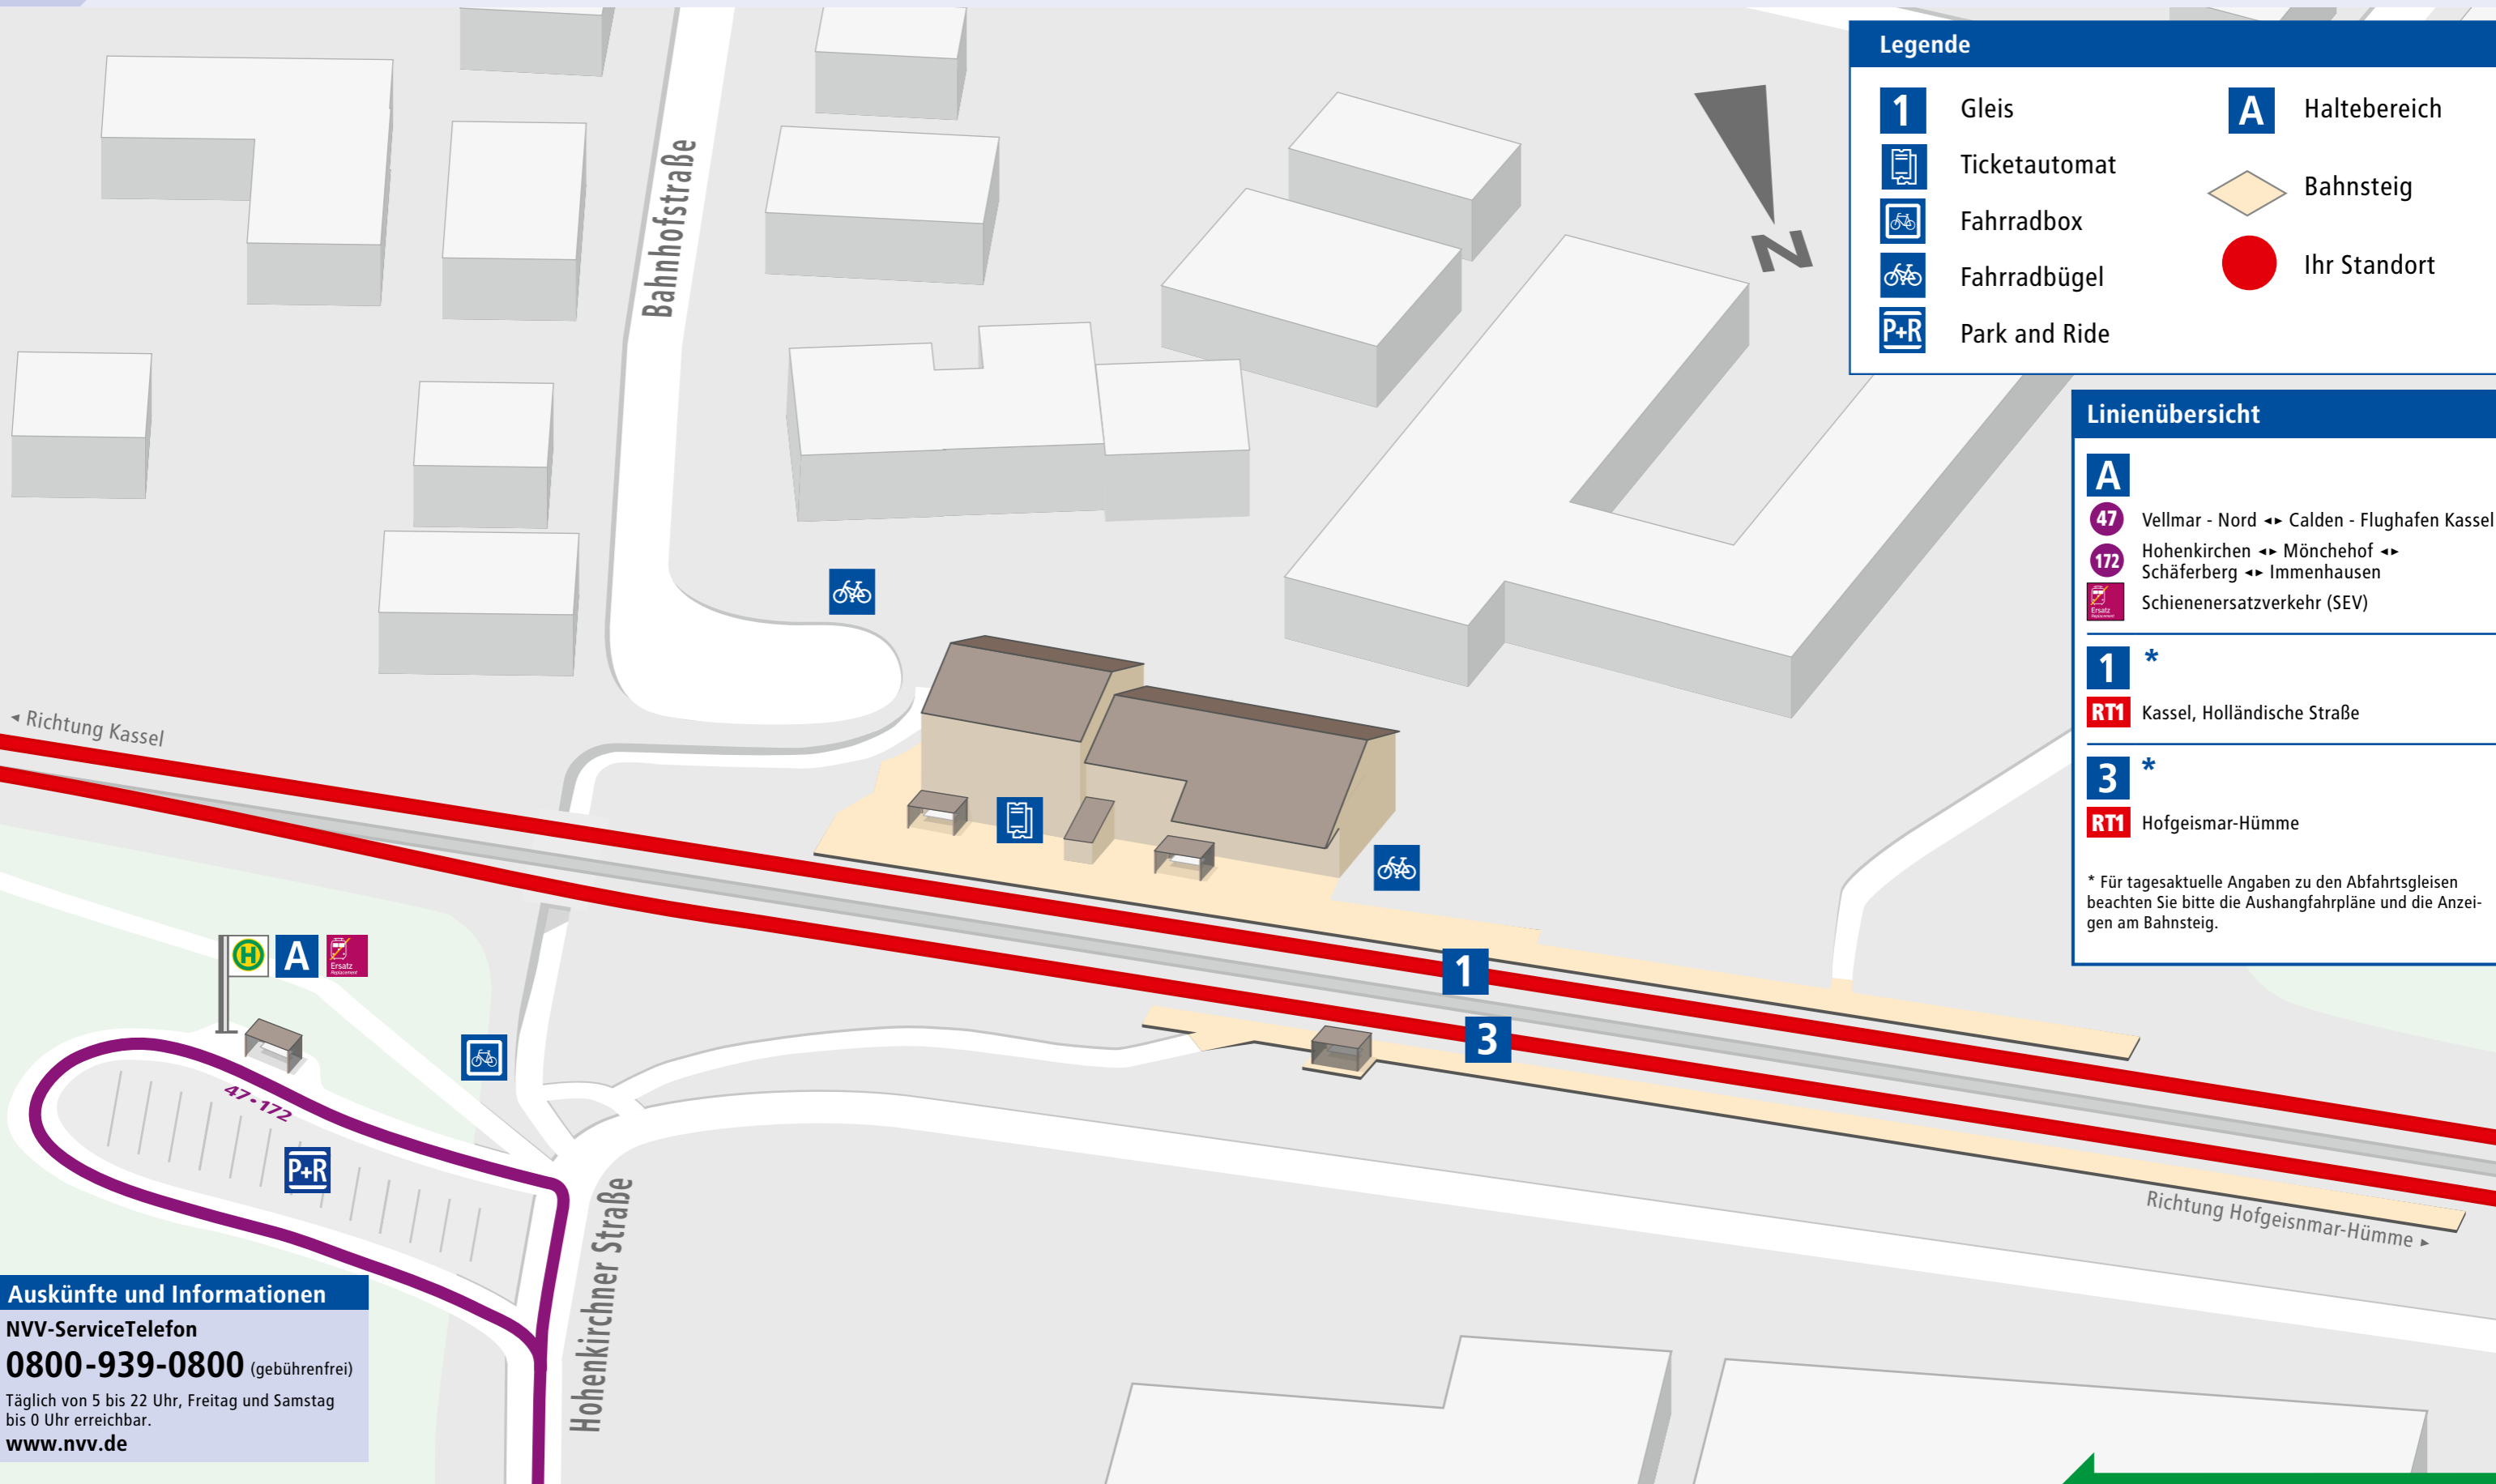 Legende
1 Gleis
Ticketautomat
Fahrradbox
Fahrradbügel
P+R Park and Ride
A Haltebereich
Bahnsteig
Ihr Standort
N
Bahnhofstraße
Linienübersicht
A
47 Vellmar - Nord ◂▸ Calden - Flughafen Kassel
172 Hohenkirchen ◂▸ Mönchehof ◂▸
Schäferberg ◂▸ Immenhausen
Ersatz
Replacement
Schienenersatzverkehr (SEV)
1 *
RT1 Kassel, Holländische Straße
3 *
RT1 Hofgeismar-Hümme
* Für tagesaktuelle Angaben zu den Abfahrtsgleisen
beachten Sie bitte die Aushangfahrpläne und die Anzei-
gen am Bahnsteig.
◂ Richtung Kassel
H A
Ersatz
Replacement
1
3
47-172
P+R
Hohenkirchner Straße
Richtung Hofgeisnmar-Hümme ▸
Auskünfte und Informationen
NVV-ServiceTelefon
0800-939-0800 (gebührenfrei)
Täglich von 5 bis 22 Uhr, Freitag und Samstag
bis 0 Uhr erreichbar.
www.nvv.de